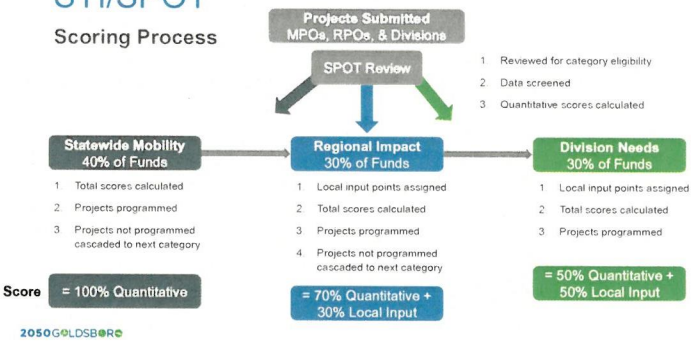 STI/SPOT
Scoring Process
Projects Submitted
MPOs, RPOs, & Divisions
SPOT Review
1 Reviewed for category eligibility
2 Data screened
3 Quantitative scores calculated
Statewide Mobility
40% of Funds
1 Total scores calculated
2 Projects programmed
3 Projects not programmed
cascaded to next category
Regional Impact
30% of Funds
1 Local input points assigned
2 Total scores calculated
3 Projects programmed
4 Projects not programmed
cascaded to next category
Division Needs
30% of Funds
1 Local input points assigned
2 Total scores calculated
3 Projects programmed
Score
= 100% Quantitative
= 70% Quantitative +
30% Local Input
= 50% Quantitative +
50% Local Input
2050GOLDSBORO